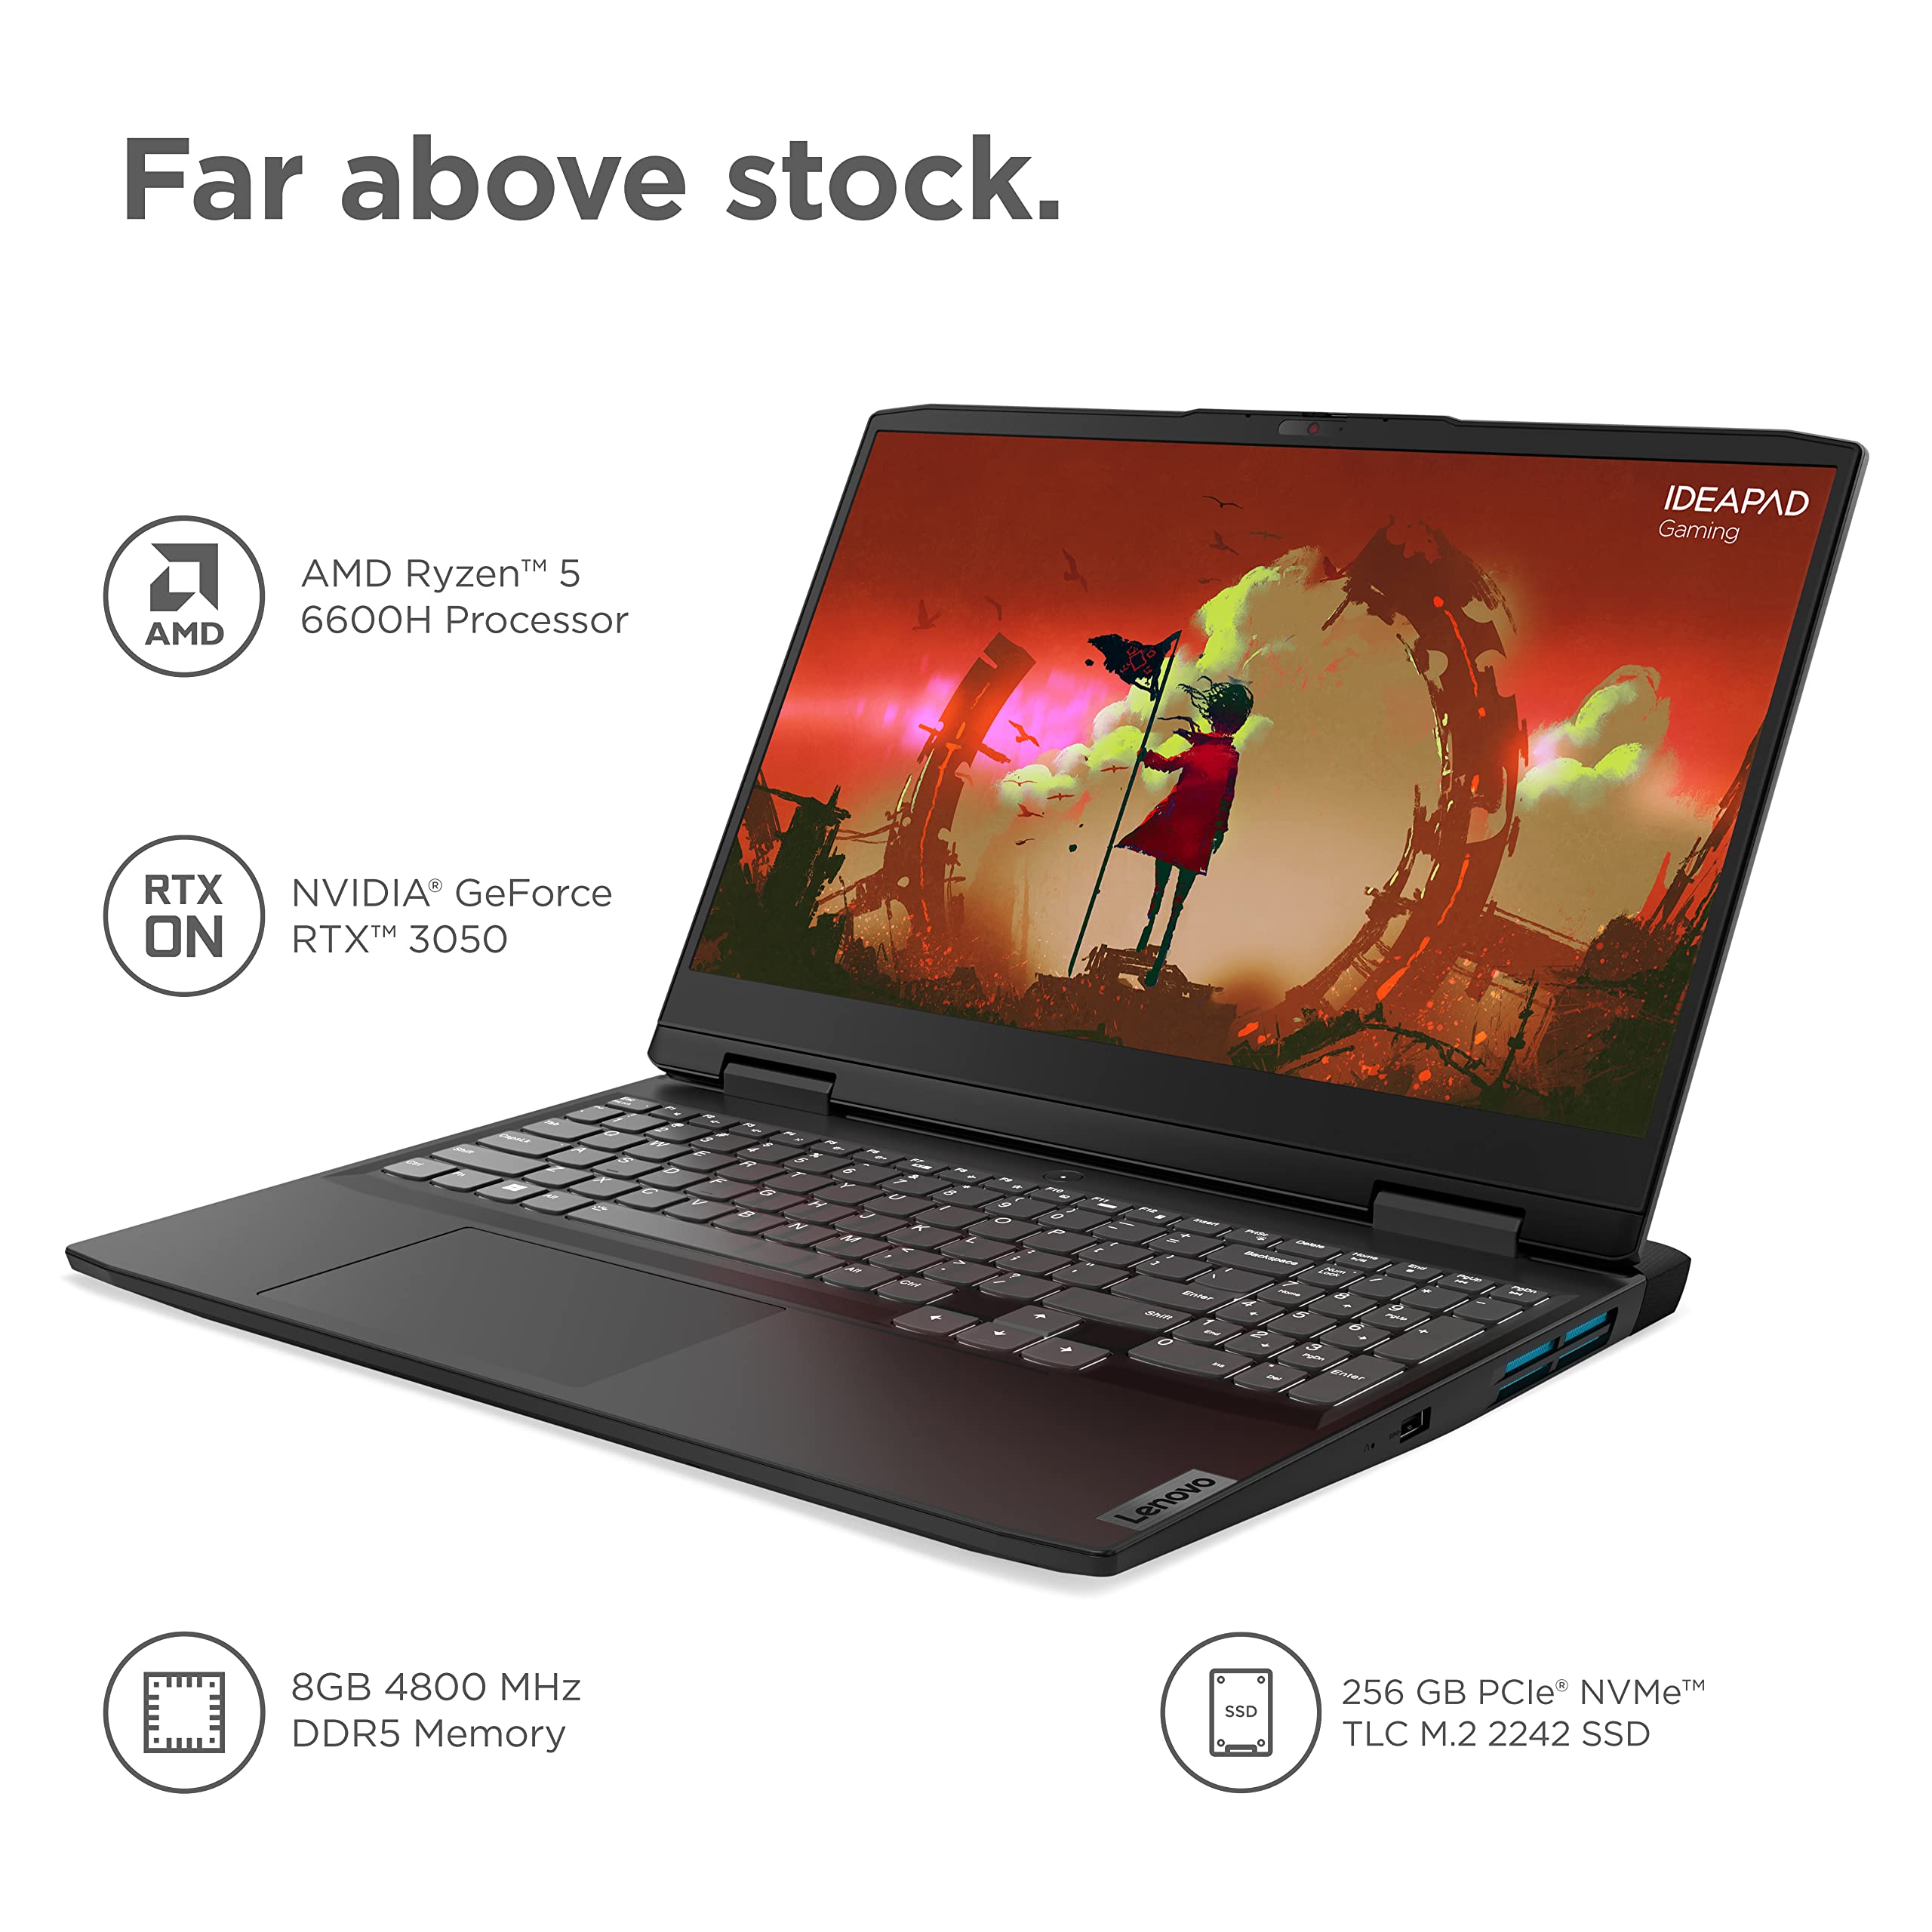 Far above stock.
IDEAPAD
Gaming
AMD
AMD Ryzen™ 5
6600H Processor
RTX
ON
NVIDIA® GeForce
RTX™ 3050
Lenovo
8GB 4800 MHz
DDR5 Memory
SSD
256 GB PCIe® NVMe™
TLC M.2 2242 SSD